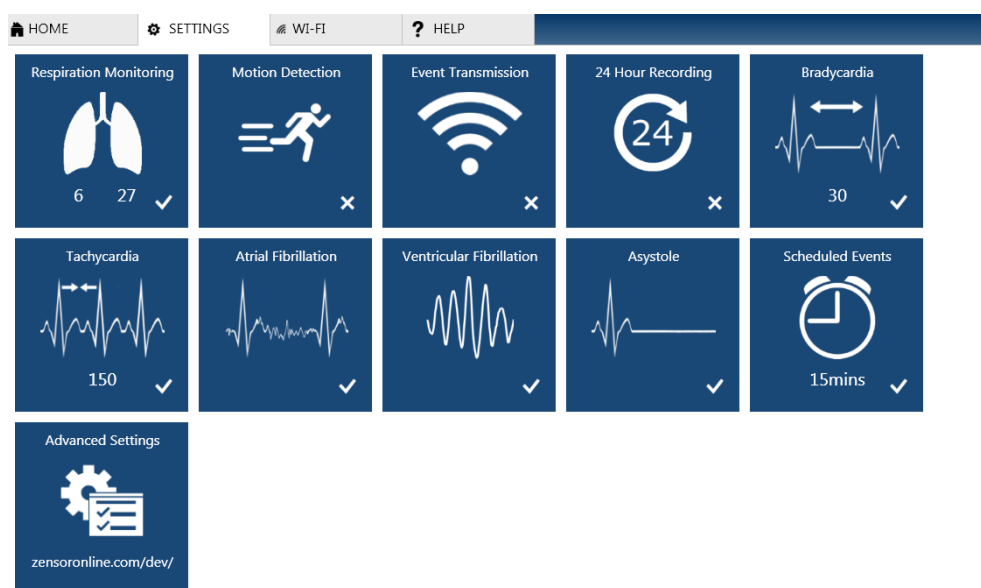 HOME SETTINGS WI-FI ? HELP
Respiration Monitoring Motion Detection Event Transmission 24 Hour Recording Bradycardia
24
6 27 30
Tachycardia Atrial Fibrillation Ventricular Fibrillation Asystole Scheduled Events
150 15mins
Advanced Settings
zensoronline.com/dev/